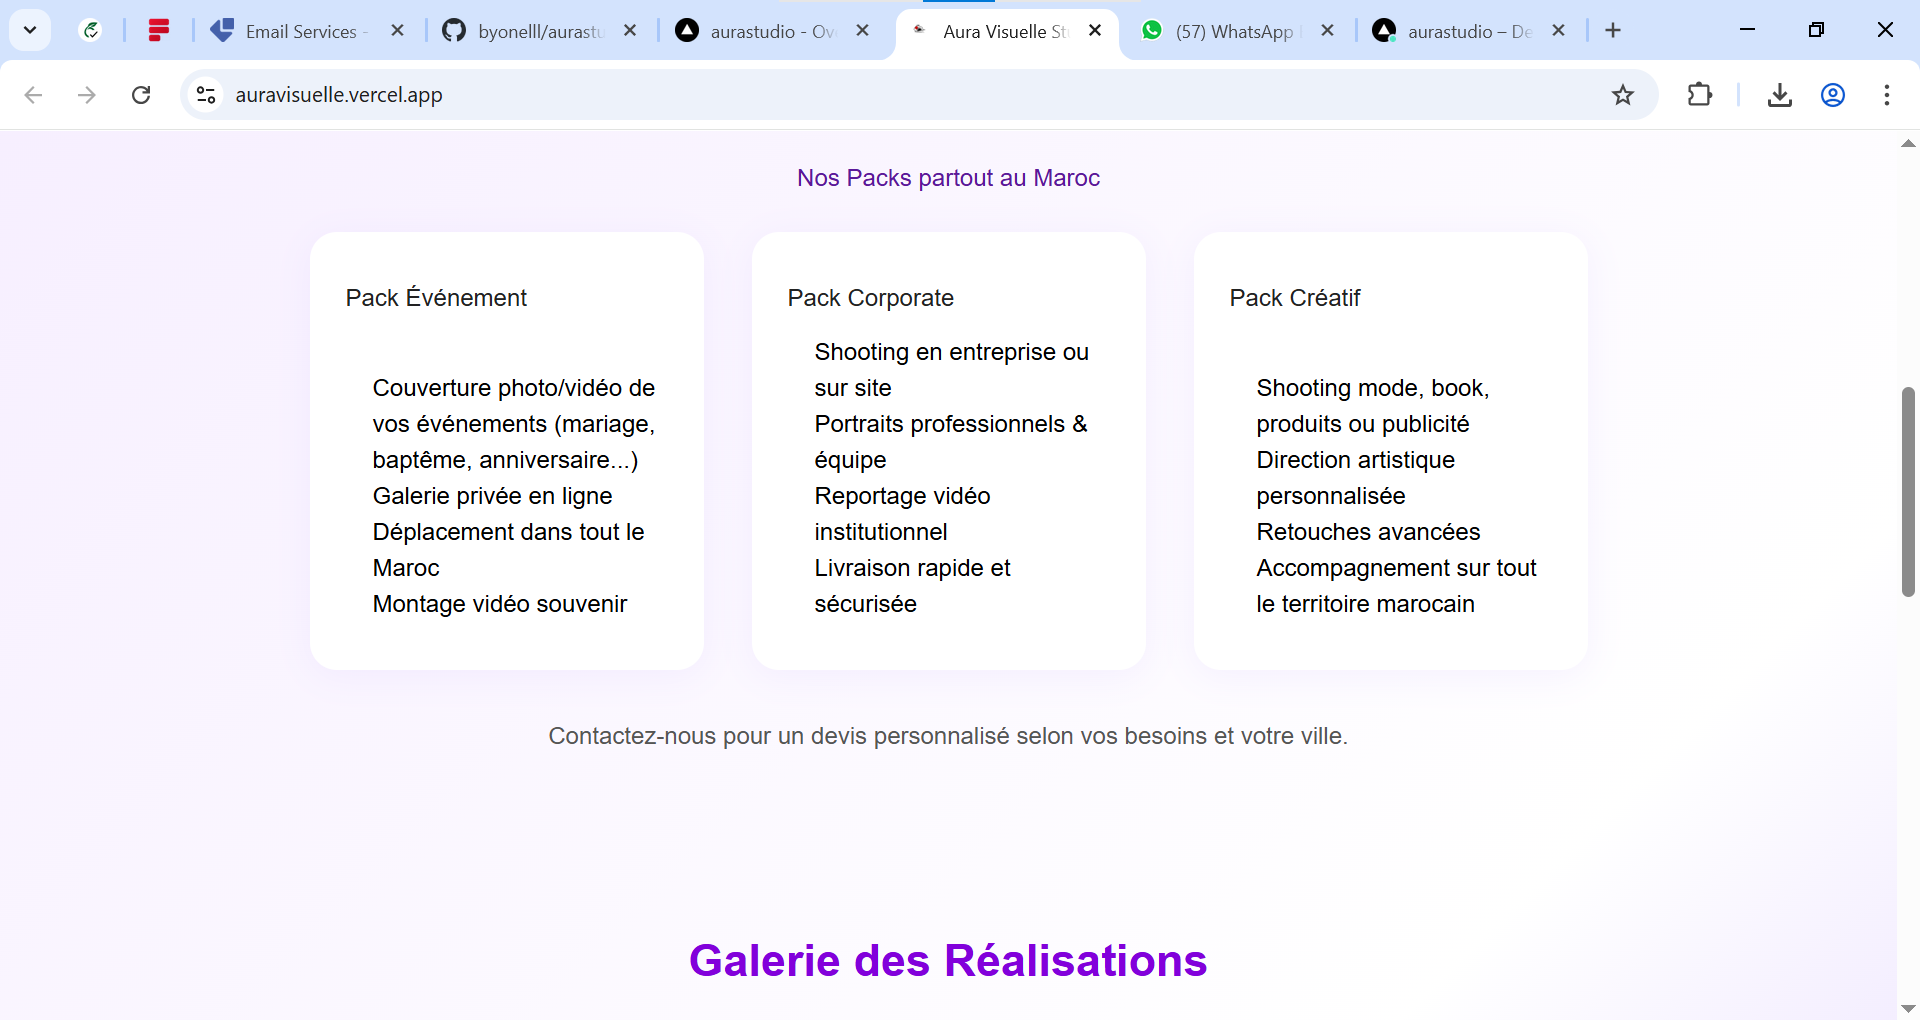 Email Services -
byonelll/aurastu
aurastudio - Ov
Aura Visuelle St
(57) WhatsApp
aurastudio – De
auravisuelle.vercel.app
Nos Packs partout au Maroc
Pack Événement
Couverture photo/vidéo de
vos événements (mariage,
baptême, anniversaire...)
Galerie privée en ligne
Déplacement dans tout le
Maroc
Montage vidéo souvenir
Pack Corporate
Shooting en entreprise ou
sur site
Portraits professionnels &
équipe
Reportage vidéo
institutionnel
Livraison rapide et
sécurisée
Pack Créatif
Shooting mode, book,
produits ou publicité
Direction artistique
personnalisée
Retouches avancées
Accompagnement sur tout
le territoire marocain
Contactez-nous pour un devis personnalisé selon vos besoins et votre ville.
Galerie des Réalisations